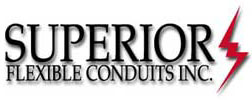 SUPERIOR
FLEXIBLE CONDUITS INC.